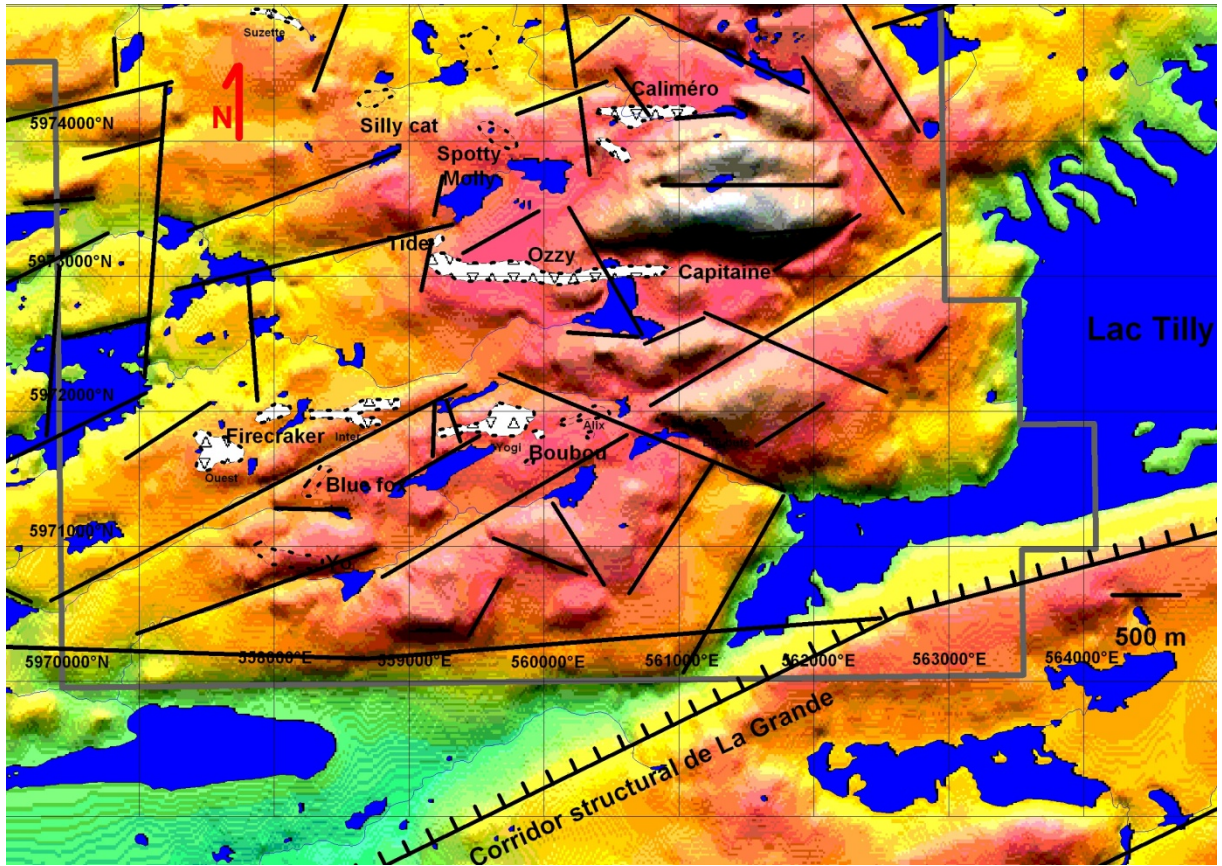 Suzette
Caliméro
N
5974000°N
Silly cat
Spotty
Molly
Tide
Ozzy
Capitaine
5973000°N
Lac Tilly
5972000°N
Firecraker
Inter
Alix
Yogi
Boubou
Ouest
Blue fox
5971000°N
Yo
500 m
5970000°N
558000°E
559000°E
560000°E
561000°E
562000°E
563000°E
564000°E
Corridor structural de La Grande